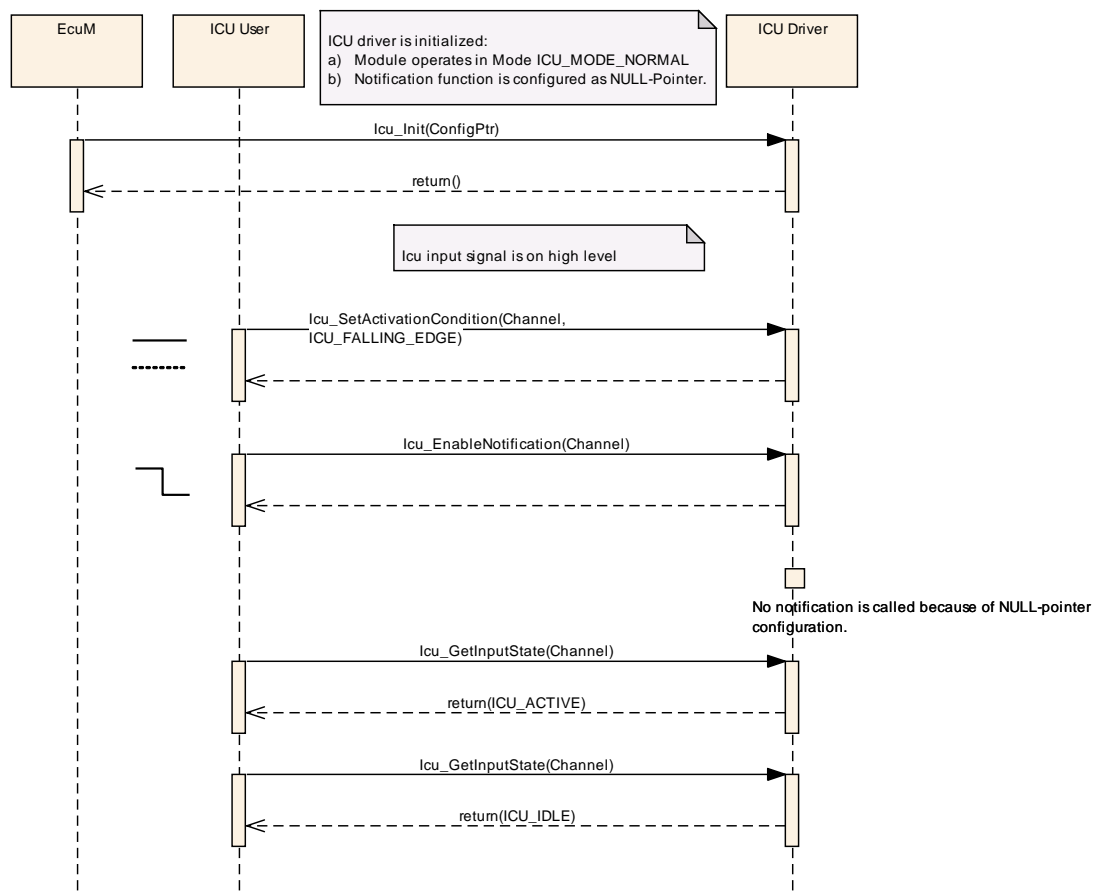 EcuM
ICU User
ICU driver is initialized:
a) Module operates in Mode ICU_MODE_NORMAL
b) Notification function is configured as NULL-Pointer.
ICU Driver
Icu_Init(ConfigPtr)
return()
Icu input signal is on high level
Icu_SetActivationCondition(Channel,
ICU_FALLING_EDGE)
Icu_EnableNotification(Channel)
No notification is called because of NULL-pointer
configuration.
Icu_GetInputState(Channel)
return(ICU_ACTIVE)
Icu_GetInputState(Channel)
return(ICU_IDLE)